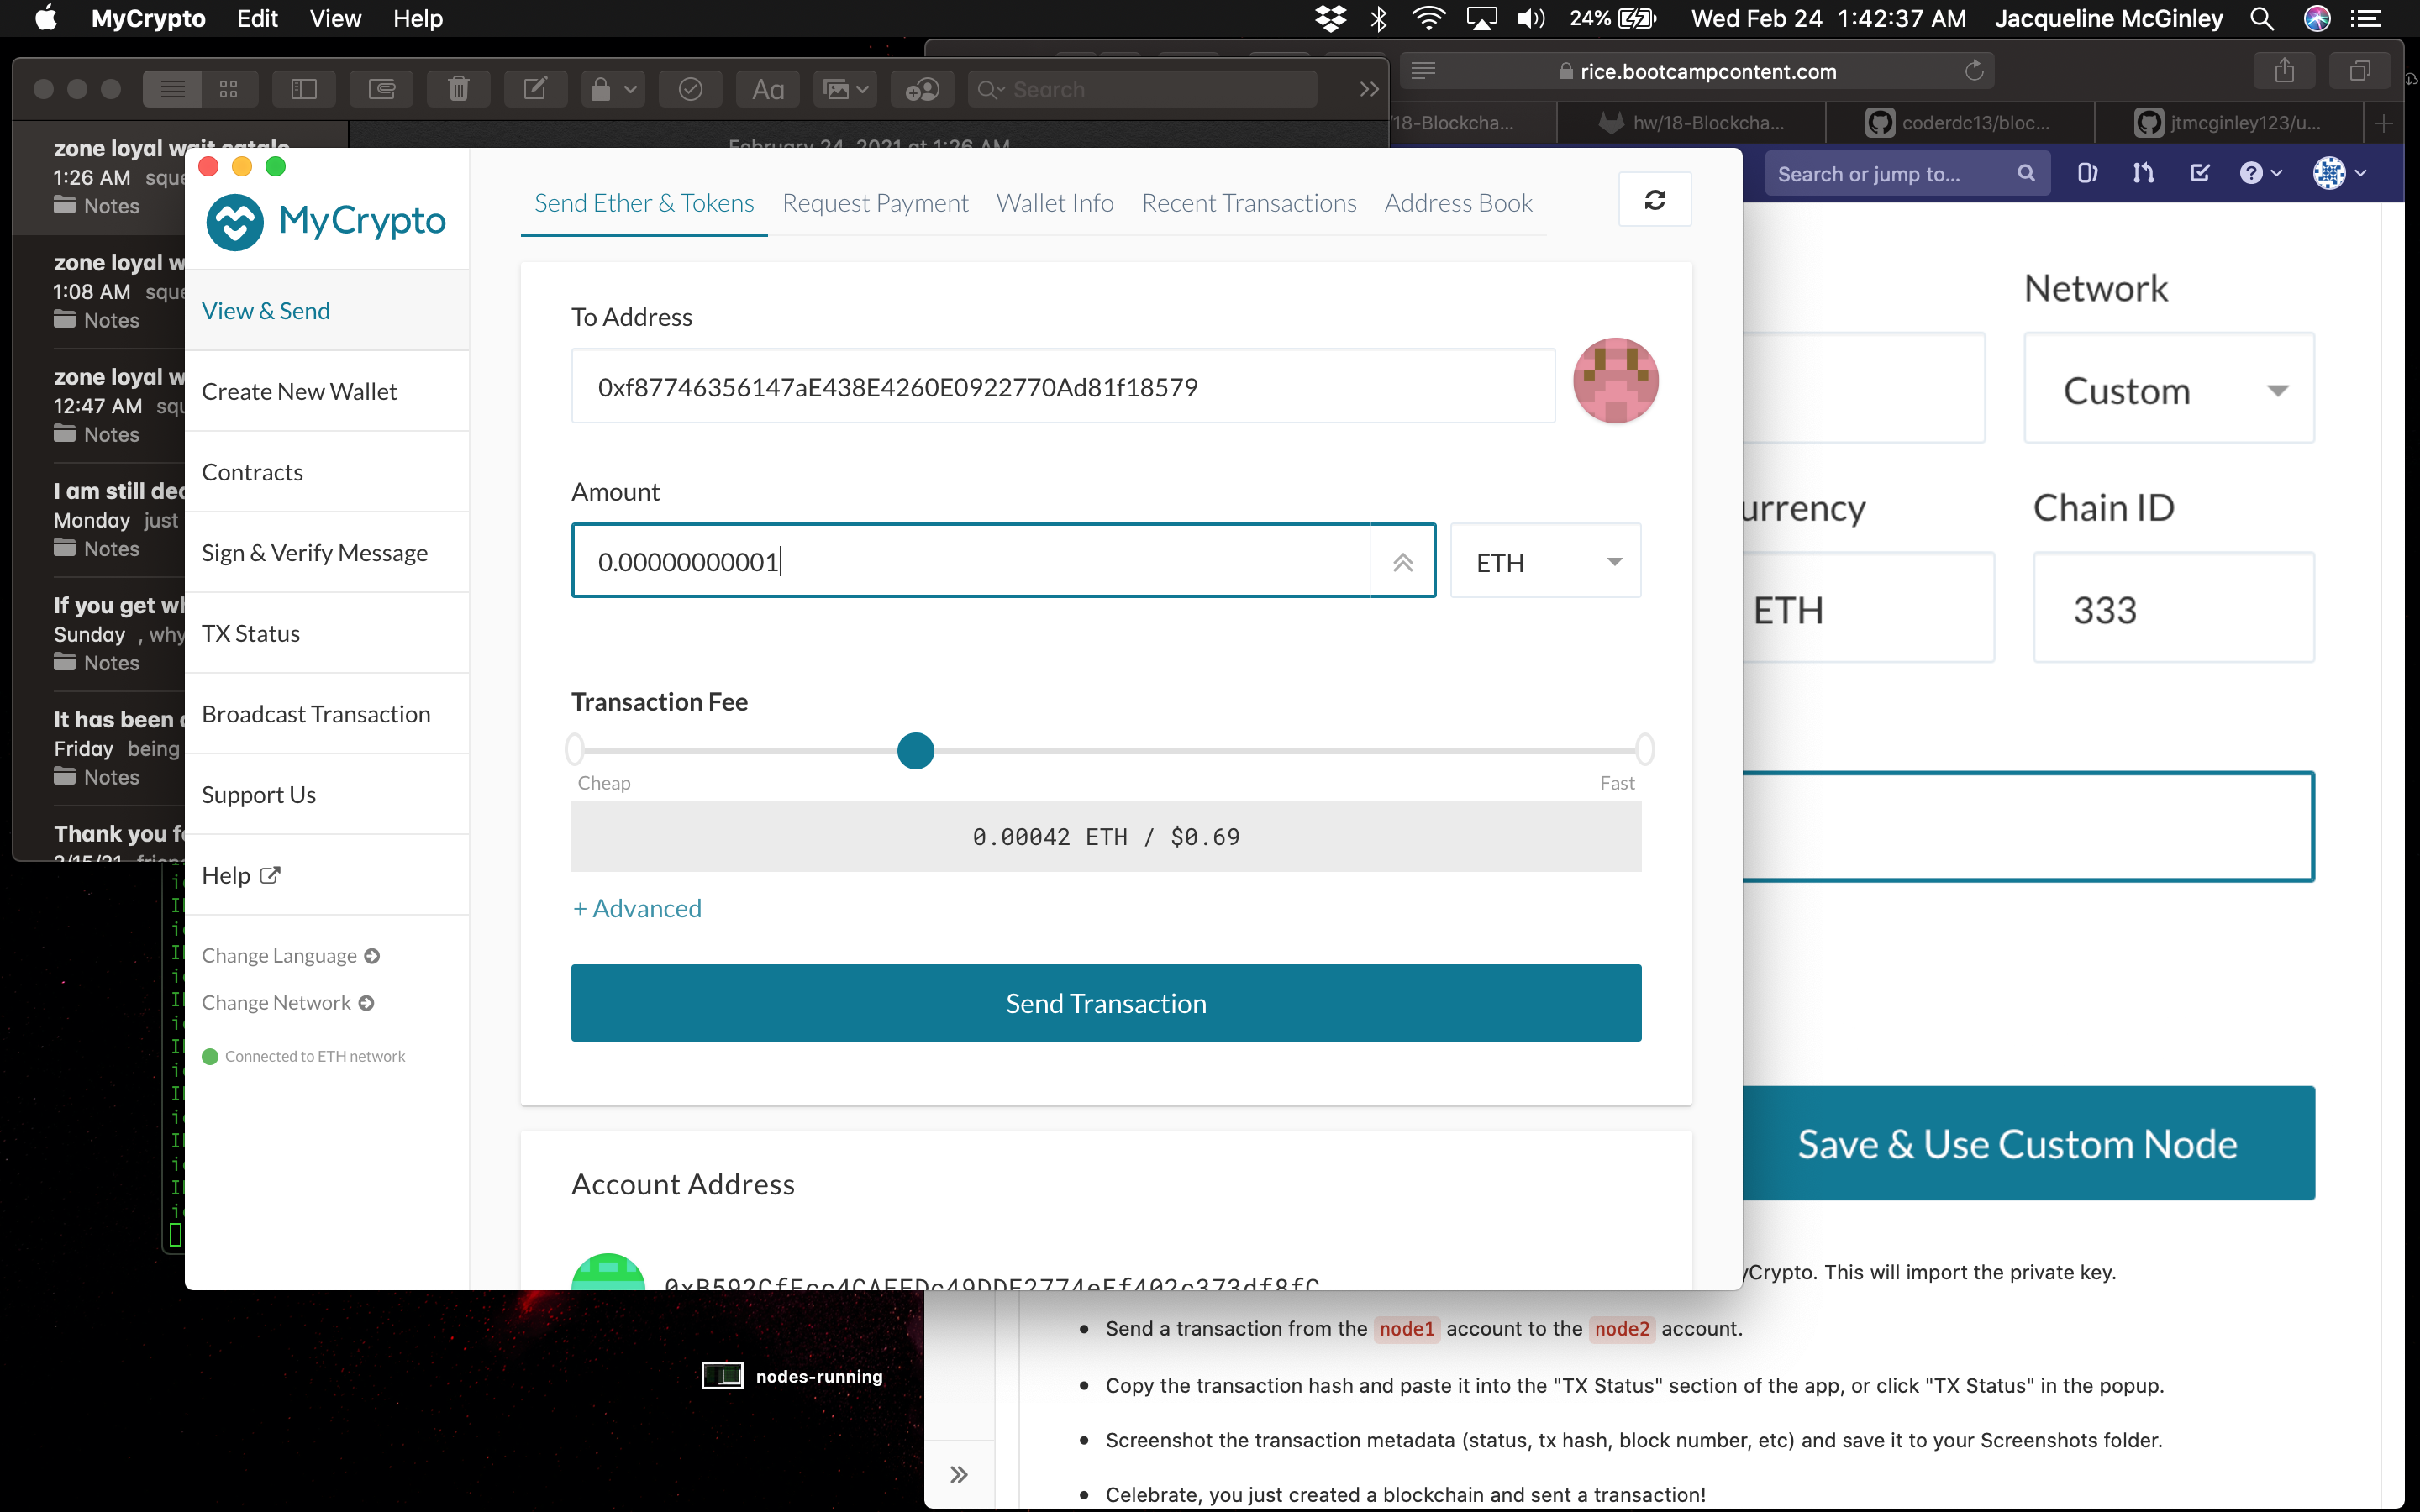 MyCrypto Edit View Help 24% Wed Feb 24 1:42:37 AM Jacqueline McGinley
Search
rice.bootcampcontent.com
/18-Blockcha... hw/18-Blockcha... coderdc13/bloc... jtmcginley123/u...
February 24, 2021 at 1:26 AM
Search or jump to...
1:26 AM
Notes
zone loyal w
1:08 AM
Notes
zone loyal w
12:47 AM
Notes
I am still
Monday just
Notes
If you get
Sunday , why
Notes
It has been
Friday being
Notes
Thank you
MyCrypto
View & Send
Create New Wallet
Contracts
Sign & Verify Message
TX Status
Broadcast Transaction
Support Us
Help
Change Language
Change Network
Connected to ETH network
Send Ether & Tokens Request Payment Wallet Info Recent Transactions Address Book
To Address
0xf87746356147aE438E4260E0922770Ad81f18579
Amount
0.00000000001
ETH
Transaction Fee
Cheap Fast
0.00042 ETH / $0.69
+ Advanced
Send Transaction
Account Address
Network
Custom
urrency Chain ID
ETH 333
Save & Use Custom Node
yCrypto. This will import the private key.
• Send a transaction from the node1 account to the node2 account.
• Copy the transaction hash and paste it into the "TX Status" section of the app, or click "TX Status" in the popup.
• Screenshot the transaction metadata (status, tx hash, block number, etc) and save it to your Screenshots folder.
• Celebrate, you just created a blockchain and sent a transaction!
nodes-running